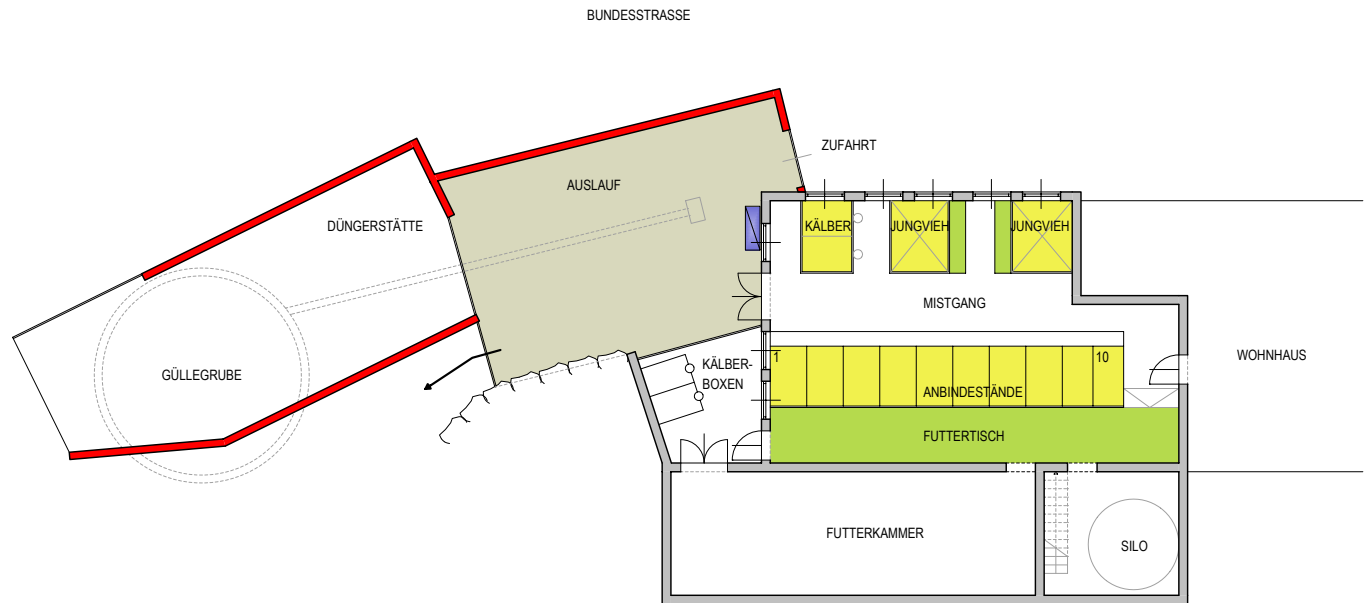 BUNDESSTRASSE
ZUFAHRT
AUSLAUF
DÜNGERSTÄTTE
KÄLBER
JUNGVIEH
JUNGVIEH
MISTGANG
GÜLLEGRUBE
KÄLBER-
BOXEN
1
10
WOHNHAUS
ANBINDESTÄNDE
FUTTERTISCH
FUTTERKAMMER
SILO